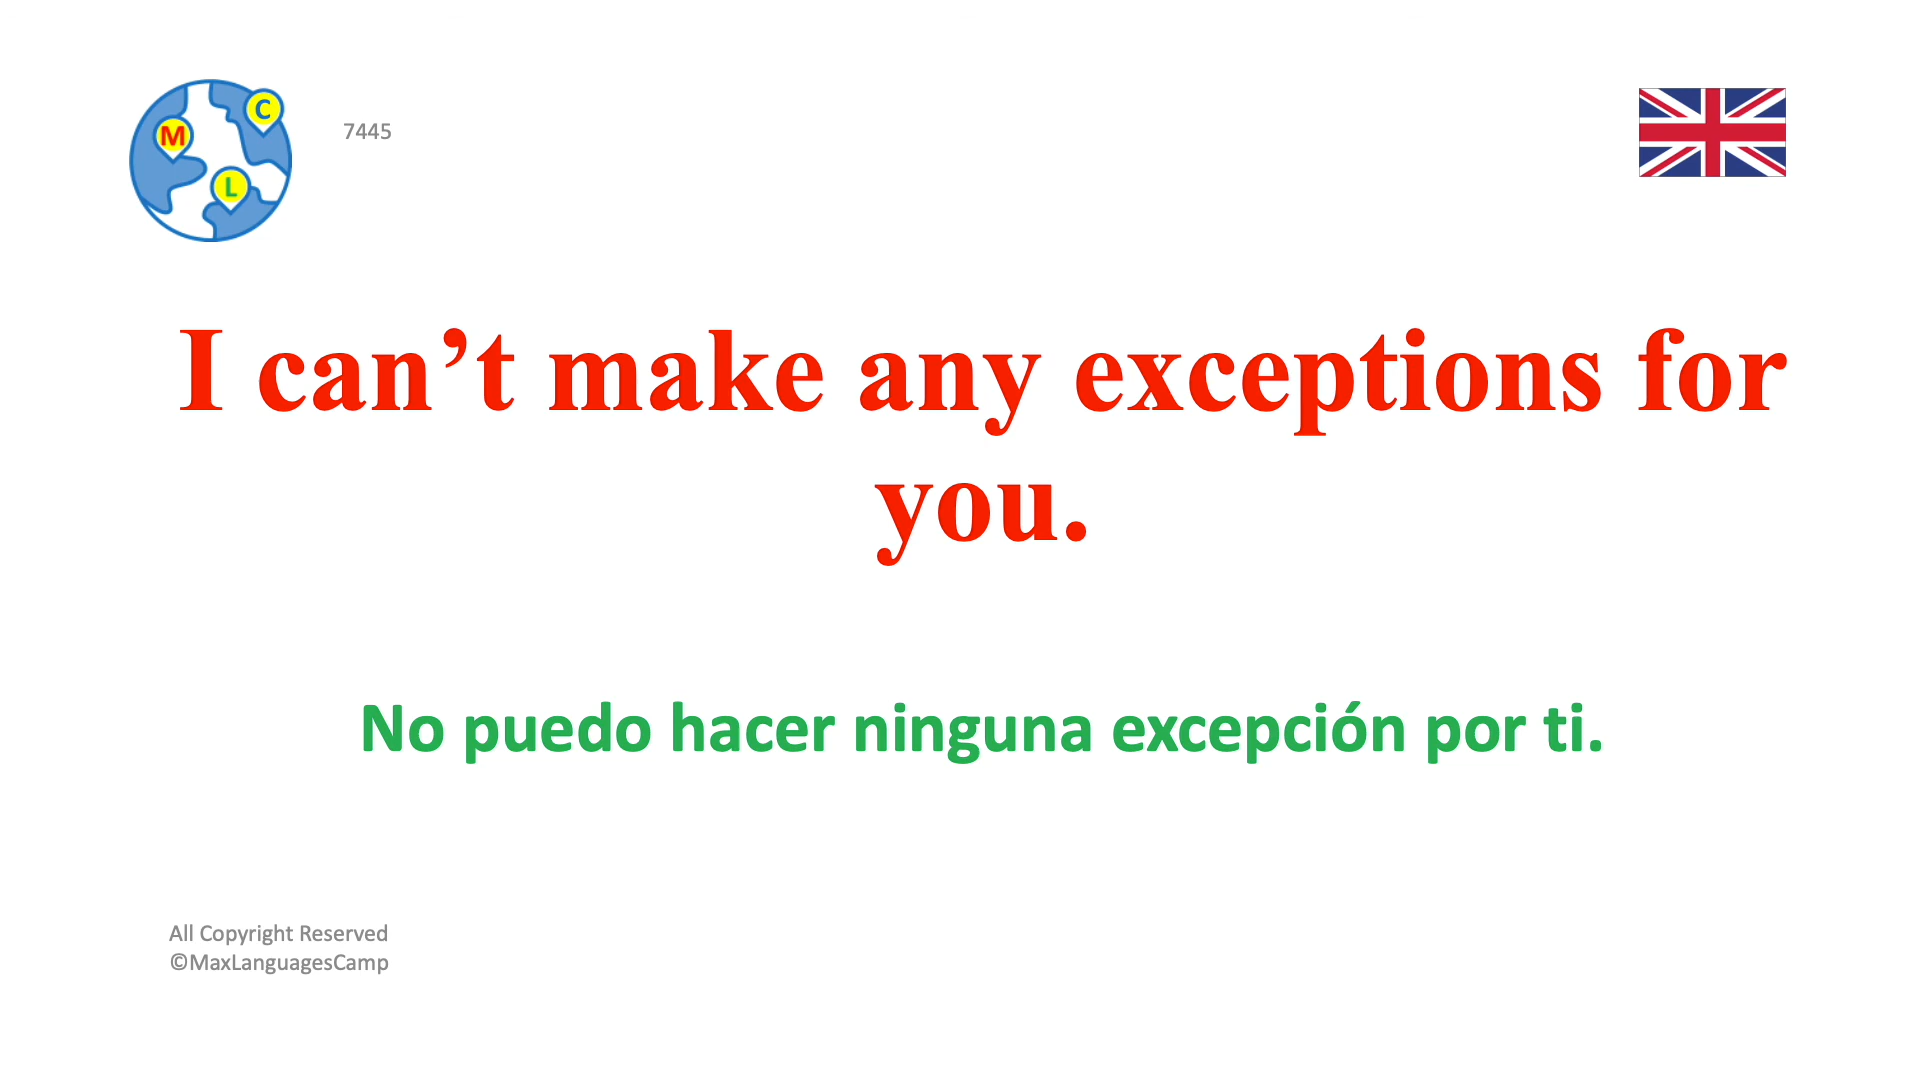 C
M
L
7445
I can’t make any exceptions for
you.
No puedo hacer ninguna excepción por ti.
All Copyright Reserved
©MaxLanguagesCamp